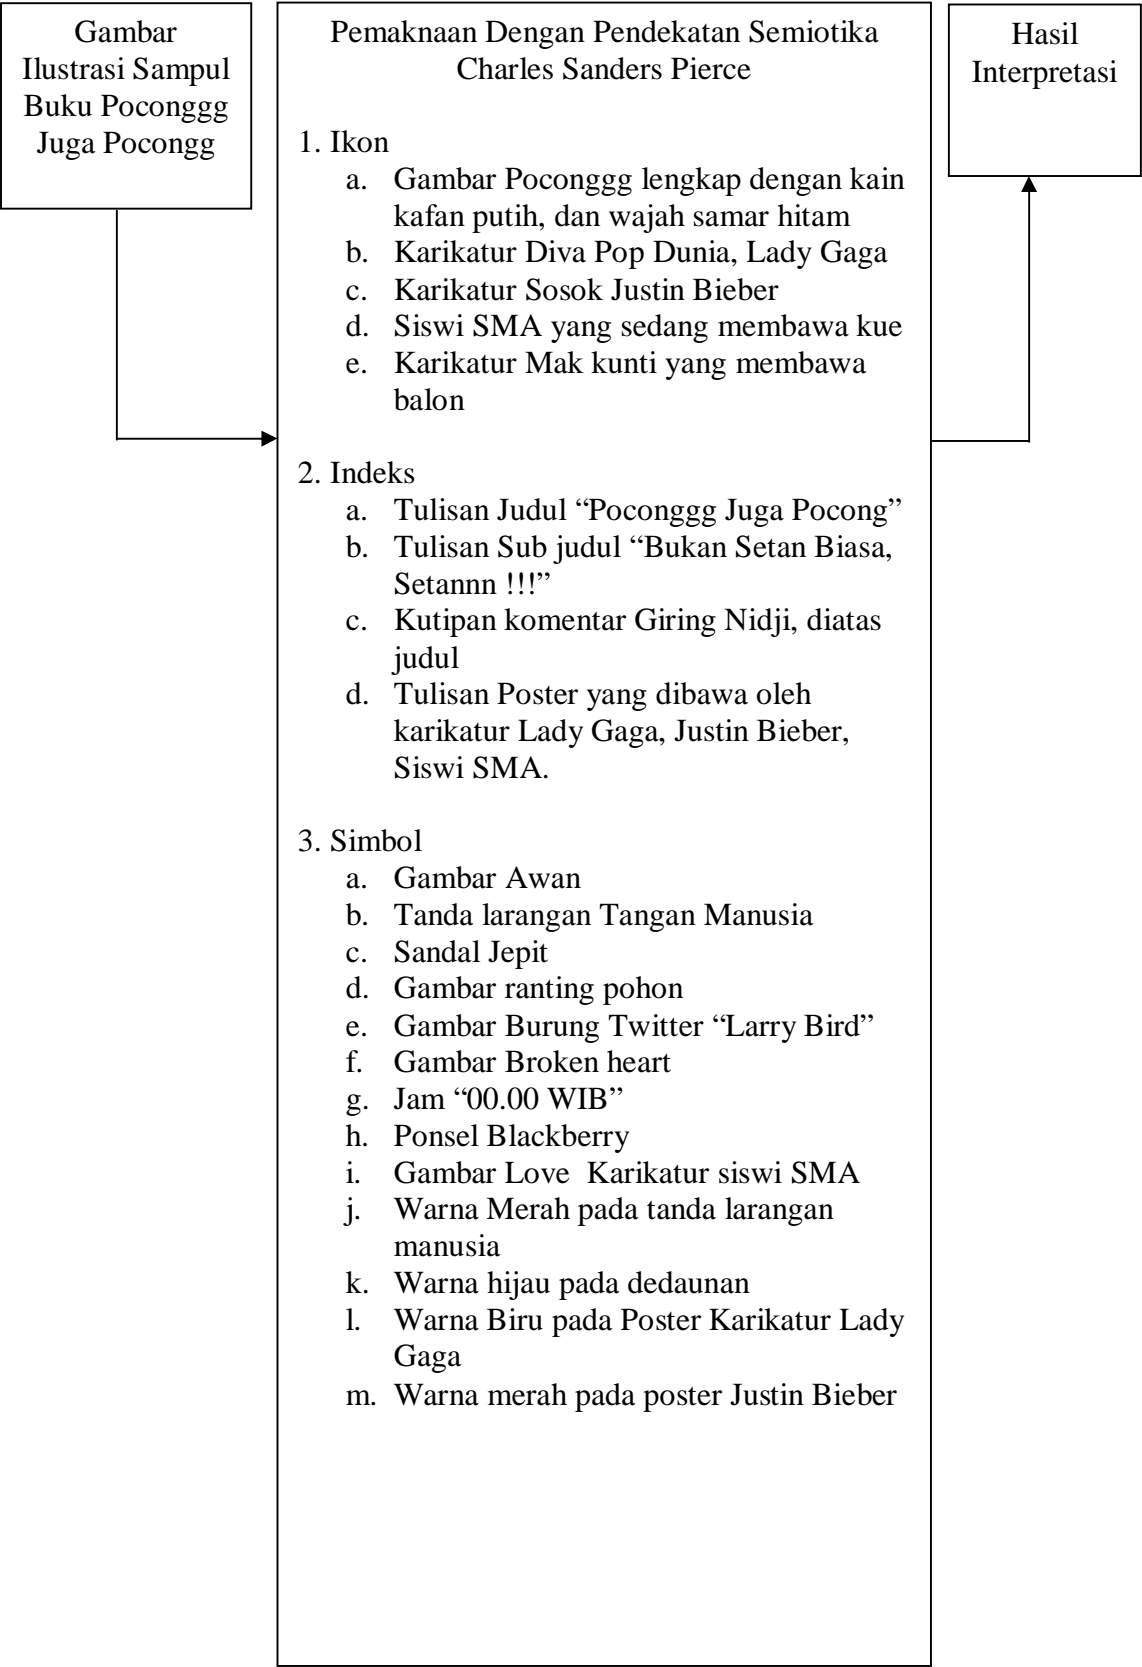 Gambar
Ilustrasi Sampul
Buku Poconggg
Juga Pocongg
Pemaknaan Dengan Pendekatan Semiotika
Charles Sanders Pierce
1. Ikon
a. Gambar Poconggg lengkap dengan kain
kafan putih, dan wajah samar hitam
b. Karikatur Diva Pop Dunia, Lady Gaga
c. Karikatur Sosok Justin Bieber
d. Siswi SMA yang sedang membawa kue
e. Karikatur Mak kunti yang membawa
balon
2. Indeks
a. Tulisan Judul “Poconggg Juga Pocong”
b. Tulisan Sub judul “Bukan Setan Biasa,
Setannn !!!”
c. Kutipan komentar Giring Nidji, diatas
judul
d. Tulisan Poster yang dibawa oleh
karikatur Lady Gaga, Justin Bieber,
Siswi SMA.
3. Simbol
a. Gambar Awan
b. Tanda larangan Tangan Manusia
c. Sandal Jepit
d. Gambar ranting pohon
e. Gambar Burung Twitter “Larry Bird”
f. Gambar Broken heart
g. Jam “00.00 WIB”
h. Ponsel Blackberry
i. Gambar Love  Karikatur siswi SMA
j. Warna Merah pada tanda larangan
manusia
k. Warna hijau pada dedaunan
l. Warna Biru pada Poster Karikatur Lady
Gaga
m. Warna merah pada poster Justin Bieber
Hasil
Interpretasi